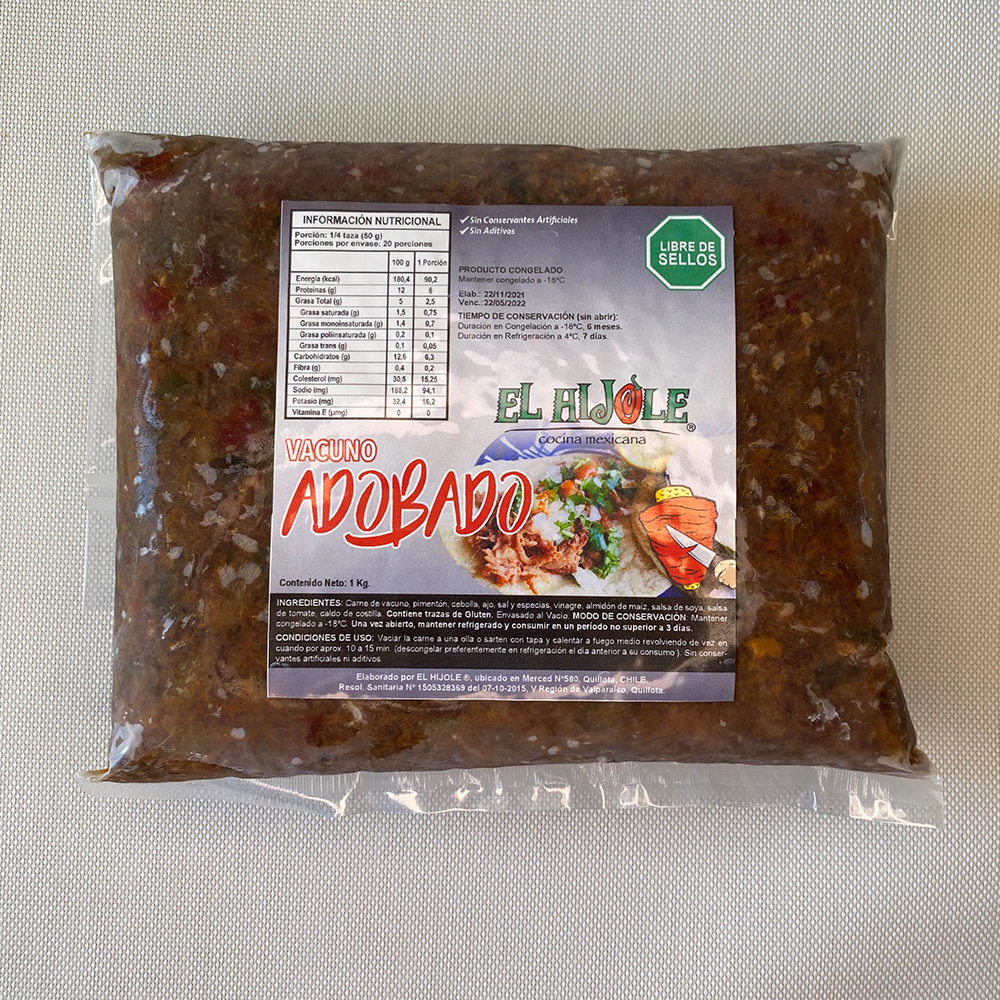 INFORMACIÓN NUTRICIONAL
Porción: 1/4 taza (50 g)
Porciones por envase: 20 porciones
100 g 1 Porción
Energía (kcal) 180,4 90,2
Proteínas (g) 12 6
Grasa Total (g) 5 2,5
Grasa saturada (g) 1,5 0,75
Grasa monoinsaturada (g) 1,4 0,7
Grasa poliinsaturada (g) 0,2 0,1
Grasa trans (g) 0,1 0,05
Carbohidratos (g) 12,6 6,3
Fibra (g) 0,4 0,2
Colesterol (mg) 30,5 15,25
Sodio (mg) 188,2 94,1
Potasio (mg) 32,4 16,2
Vitamina E (µmg) 0 0
✓ Sin Conservantes Artificiales
✓ Sin Aditivos
LIBRE DE
SELLOS
PRODUCTO CONGELADO
Mantener congelado a -18°C
Elab.: 22/11/2021
Venc.: 22/05/2022
TIEMPO DE CONSERVACIÓN (sin abrir):
Duración en Congelación a -18°C, 6 meses.
Duración en Refrigeración a 4°C, 7 días.
EL HIJOLE ®
cocina mexicana
VACUNO
ADOBADO
Contenido Neto: 1 Kg.
INGREDIENTES: Carne de vacuno, pimentón, cebolla, ajo, sal y especias, vinagre, almidón de maiz, salsa de soya, salsa
de tomate, caldo de costilla. Contiene trazas de Gluten. Envasado al Vacío. MODO DE CONSERVACION: Mantener
congelado a -18°C. Una vez abierto, mantener refrigerado y consumir en un periodo no superior a 3 días.
CONDICIONES DE USO: Vaciar la carne a una olla o sarten con tapa y calentar a fuego medio revolviendo de vez en
cuando por aprox. 10 a 15 min. (descongelar preferentemente en refrigeración el día anterior a su consumo). Sin conser-
vantes artificiales ni aditivos.
Elaborado por EL HIJOLE ®, ubicado en Merced N°580, Quillota, CHILE.
Resol. Sanitaria N° 1505328369 del 07-10-2015, V Región de Valparaíso, Quillota.